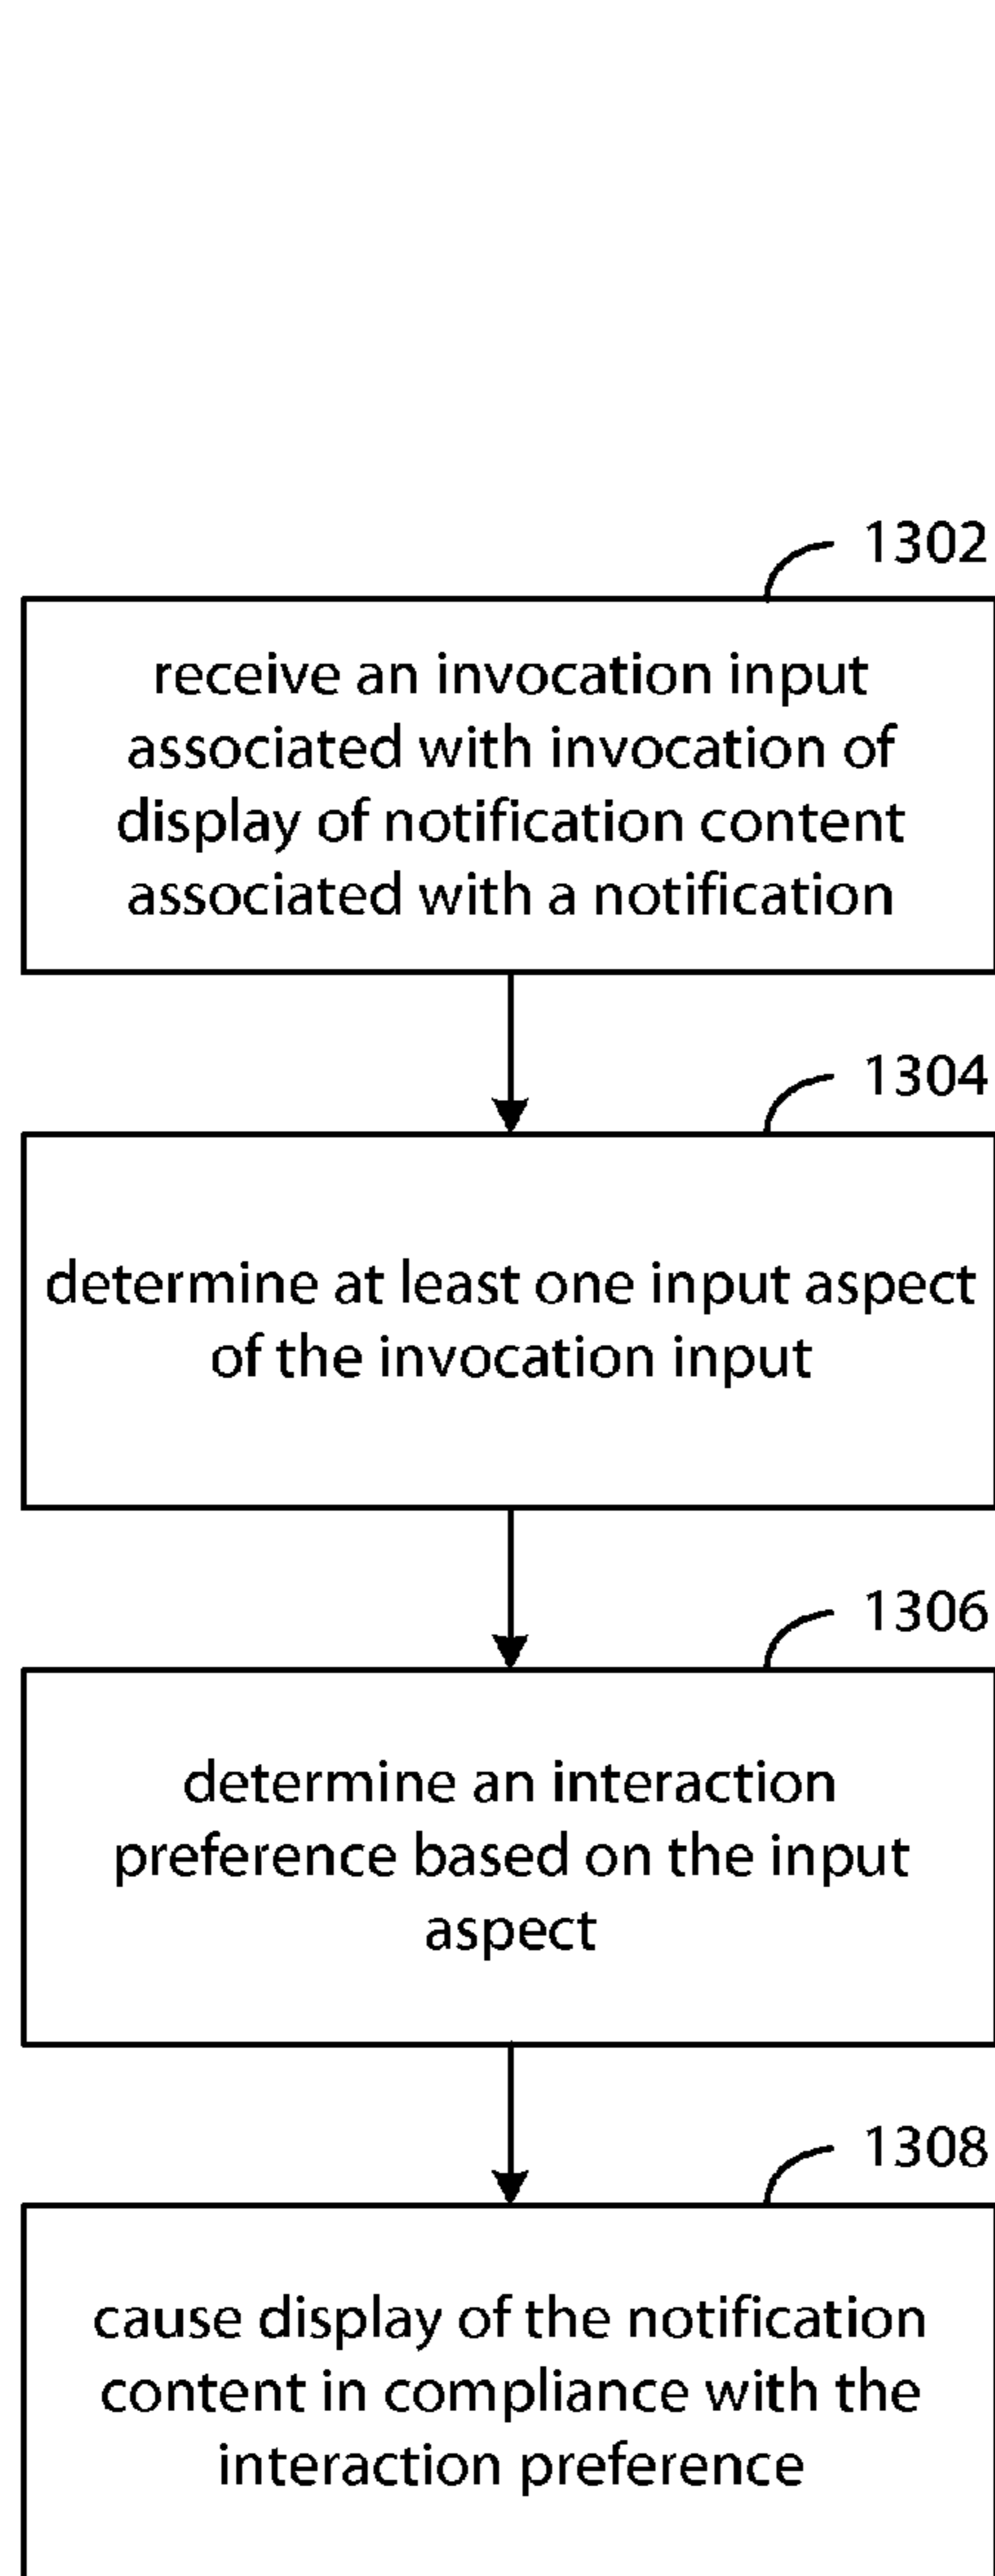 1302
receive an invocation input
associated with invocation of
display of notification content
associated with a notification
1304
determine at least one input aspect
of the invocation input
1306
determine an interaction
preference based on the input
aspect
1308
cause display of the notification
content in compliance with the
interaction preference